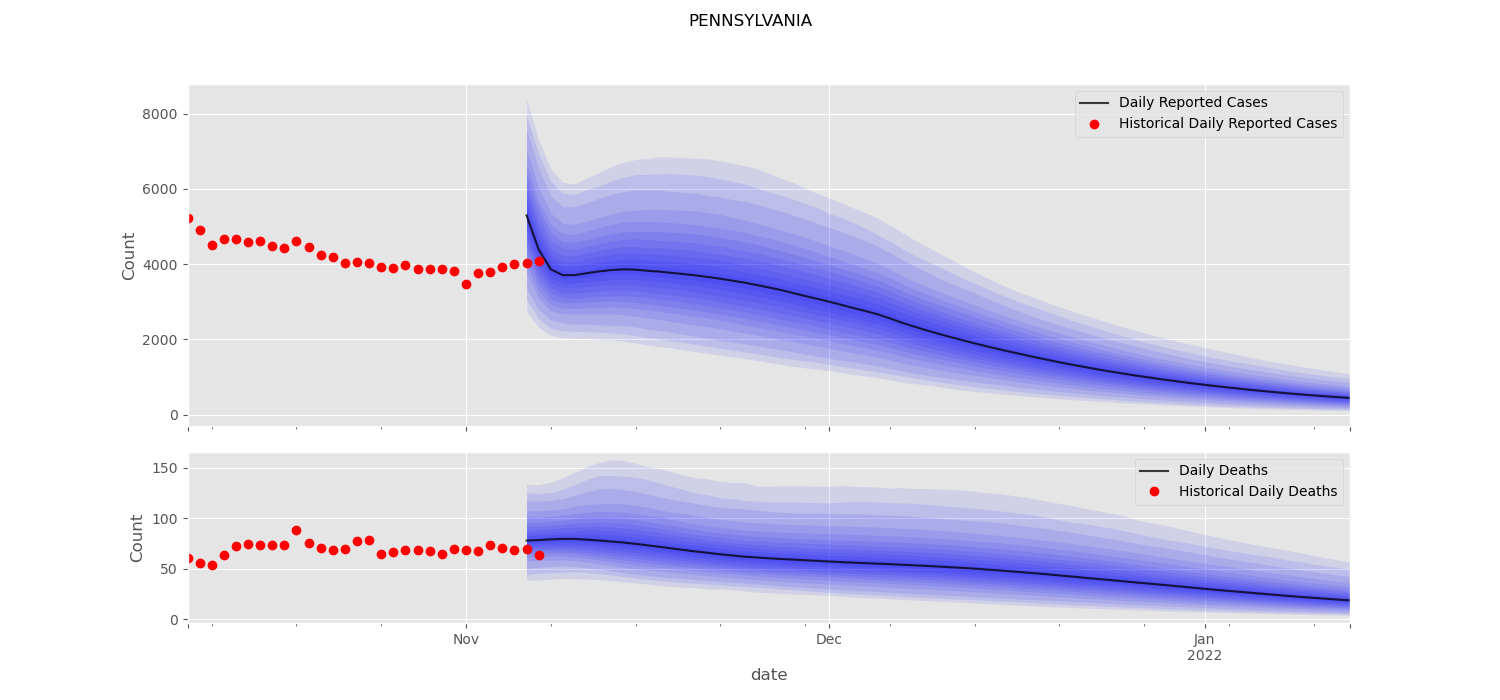 PENNSYLVANIA
Daily Reported Cases
Historical Daily Reported Cases
8000
6000
4000
2000
0
Count
Daily Deaths
Historical Daily Deaths
150
100
50
0
Count
Nov
Dec
Jan
2022
date